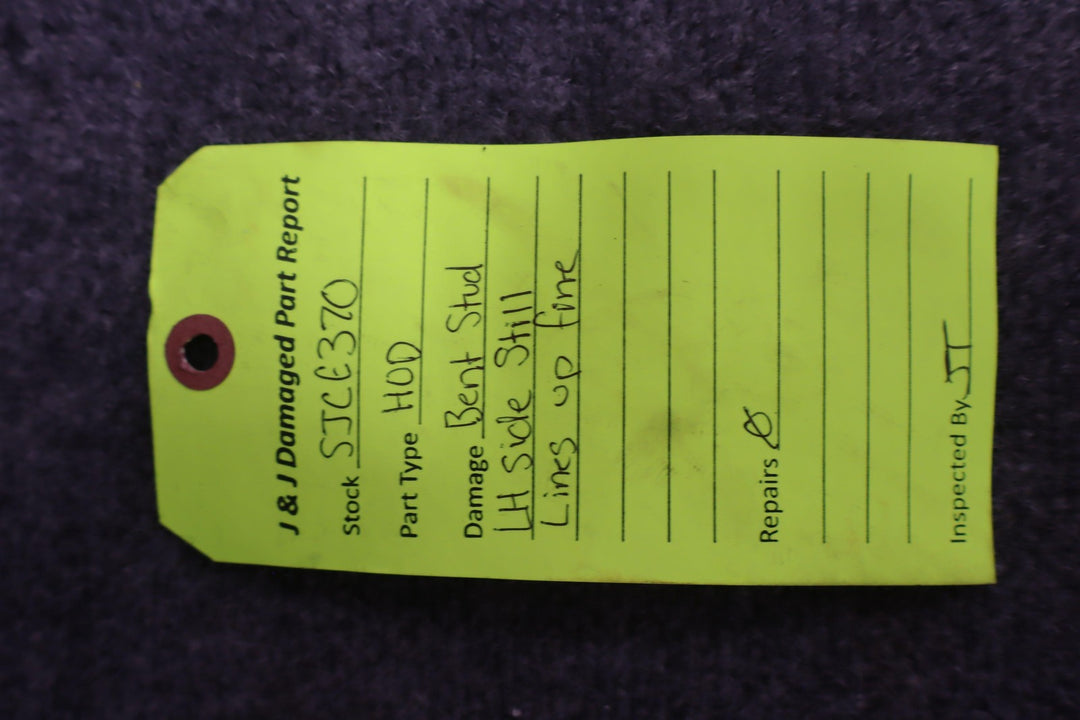 J & J Damaged Part Report
Stock SJCE370
Part Type HOD
Damage Bent Stud
LH side Still
Lines up fine
Repairs Ø
Inspected By JT